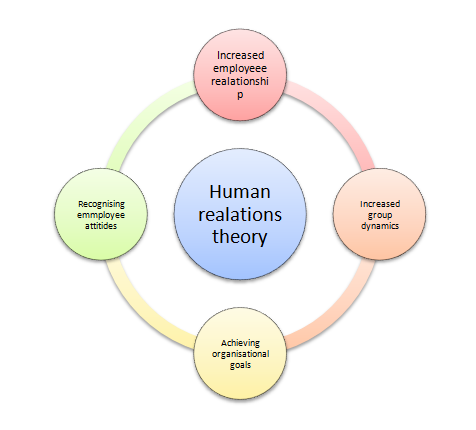 Increased
employeee
realationshi
p
Human
realations
theory
Recognising
emmployee
attitides
Increased
group
dynamics
Achieving
organisational
goals